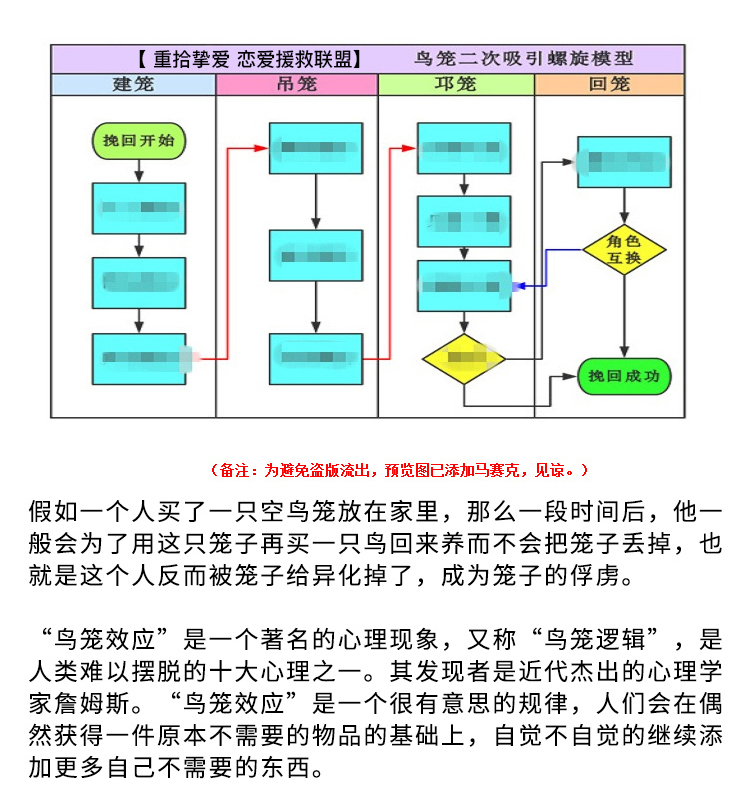 【 重拾挚爱 恋爱援救联盟】 鸟笼二次吸引螺旋模型
建笼 吊笼 邛笼 回笼
挽回开始
角色
互换
挽回成功
（备注：为避免盗版流出，预览图已添加马赛克，见谅。）
假如一个人买了一只空鸟笼放在家里，那么一段时间后，他一
般会为了用这只笼子再买一只鸟回来养而不会把笼子丢掉，也
就是这个人反而被笼子给异化掉了，成为笼子的俘虏。
“鸟笼效应”是一个著名的心理现象，又称“鸟笼逻辑”，是
人类难以摆脱的十大心理之一。其发现者是近代杰出的心理学
家詹姆斯。“鸟笼效应”是一个很有意思的规律，人们会在偶
然获得一件原本不需要的物品的基础上，自觉不自觉的继续添
加更多自己不需要的东西。